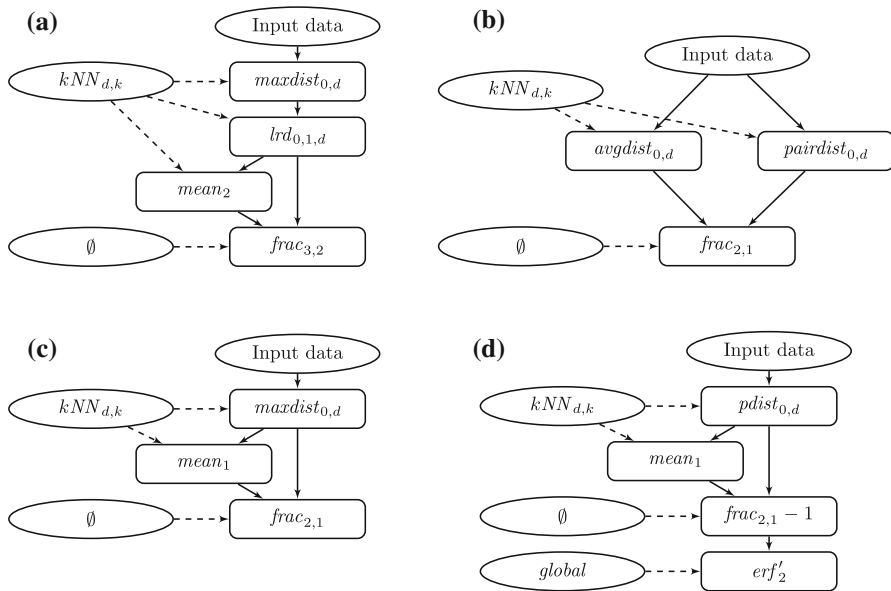 (a)
Input data
kNN_{d,k}
maxdist_{0,d}
lrd_{0,1,d}
mean_2
∅
frac_{3,2}
(b)
Input data
kNN_{d,k}
avgdist_{0,d}
pairdist_{0,d}
∅
frac_{2,1}
(c)
Input data
kNN_{d,k}
maxdist_{0,d}
mean_1
∅
frac_{2,1}
(d)
Input data
kNN_{d,k}
pdist_{0,d}
mean_1
∅
frac_{2,1} − 1
global
erf'_2